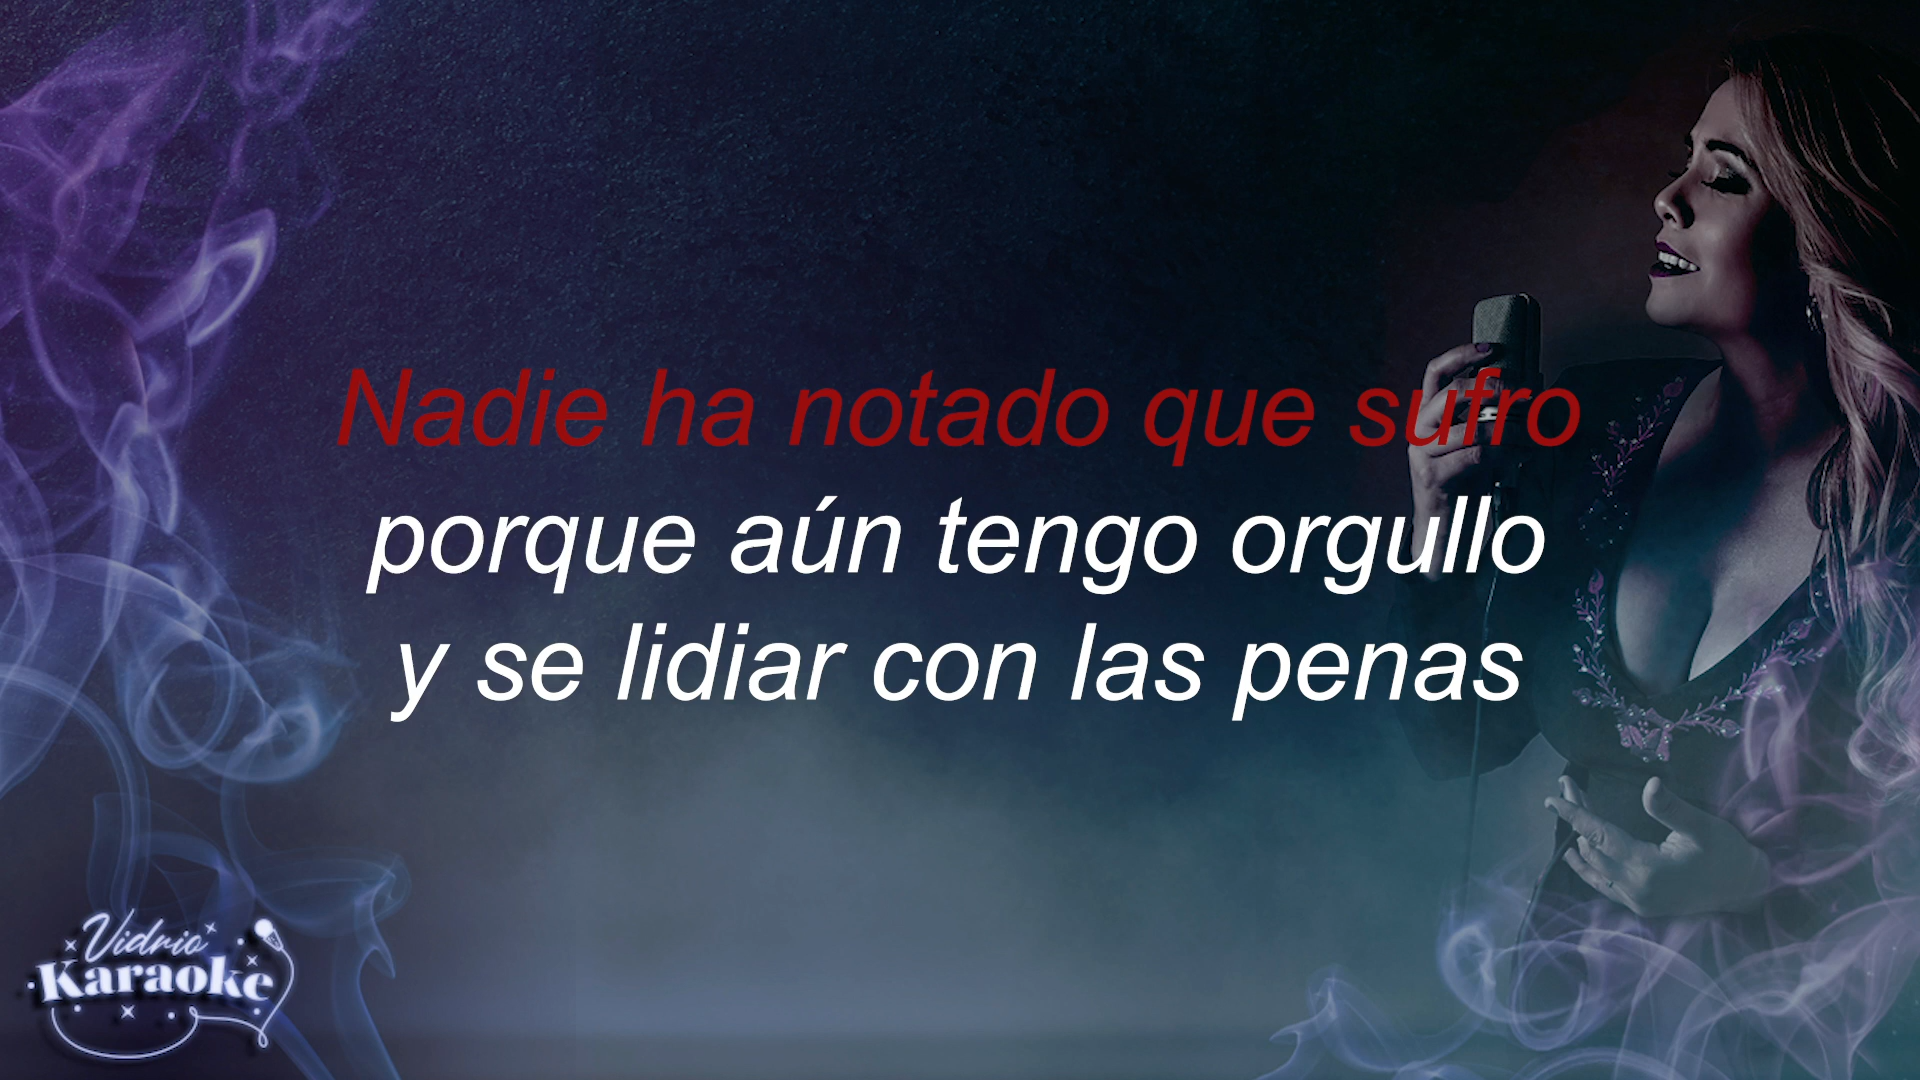 Nadie ha notado que sufro
porque aún tengo orgullo
y se lidiar con las penas
Vidrio
Karaoke